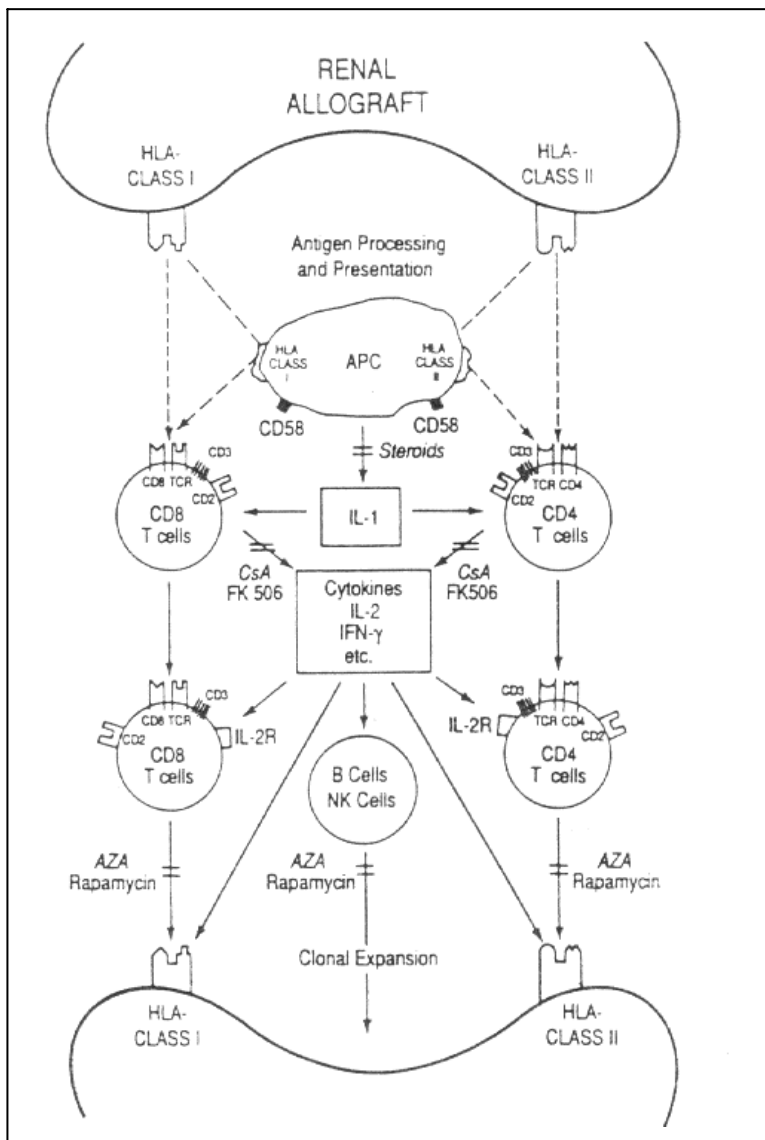 RENAL
ALLOGRAFT
HLA-
CLASS I
HLA-
CLASS II
Antigen Processing
and Presentation
HLA
CLASS
I
APC
HLA
CLASS
II
CD58
CD58
Steroids
CD8
TCR
CD3
CD2
CD8
T cells
IL-1
CD3
CD2
TCR
CD4
CD4
T cells
CsA
FK 506
CsA
FK506
Cytokines
IL-2
IFN-γ
etc.
CD2
CD8
TCR
CD3
IL-2R
CD8
T cells
B Cells
NK Cells
IL-2R
CD3
TCR
CD4
CD2
CD4
T cells
AZA
Rapamycin
AZA
Rapamycin
AZA
Rapamycin
Clonal Expansion
HLA-
CLASS I
HLA-
CLASS II